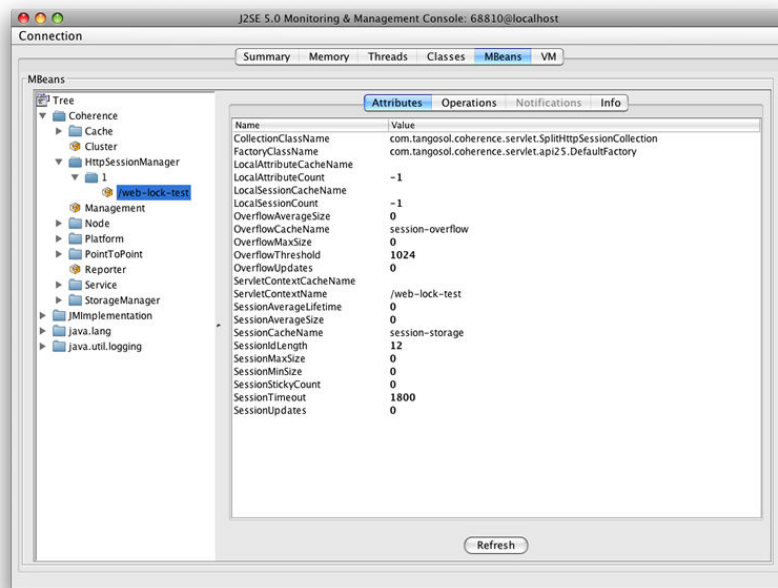 J2SE 5.0 Monitoring & Management Console: 68810@localhost
Connection
Summary Memory Threads Classes MBeans VM
MBeans
Tree
Coherence
Cache
Cluster
HttpSessionManager
1
/web-lock-test
Management
Node
Platform
PointToPoint
Reporter
Service
StorageManager
JMImplementation
java.lang
java.util.logging
Attributes Operations Notifications Info
Name Value
CollectionClassName com.tangosol.coherence.servlet.SplitHttpSessionCollection
FactoryClassName com.tangosol.coherence.servlet.api25.DefaultFactory
LocalAttributeCacheName
LocalAttributeCount -1
LocalSessionCacheName
LocalSessionCount -1
OverflowAverageSize 0
OverflowCacheName session-overflow
OverflowMaxSize 0
OverflowThreshold 1024
OverflowUpdates 0
ServletContextCacheName
ServletContextName /web-lock-test
SessionAverageLifetime 0
SessionAverageSize 0
SessionCacheName session-storage
SessionIdLength 12
SessionMaxSize 0
SessionMinSize 0
SessionStickyCount 0
SessionTimeout 1800
SessionUpdates 0
Refresh